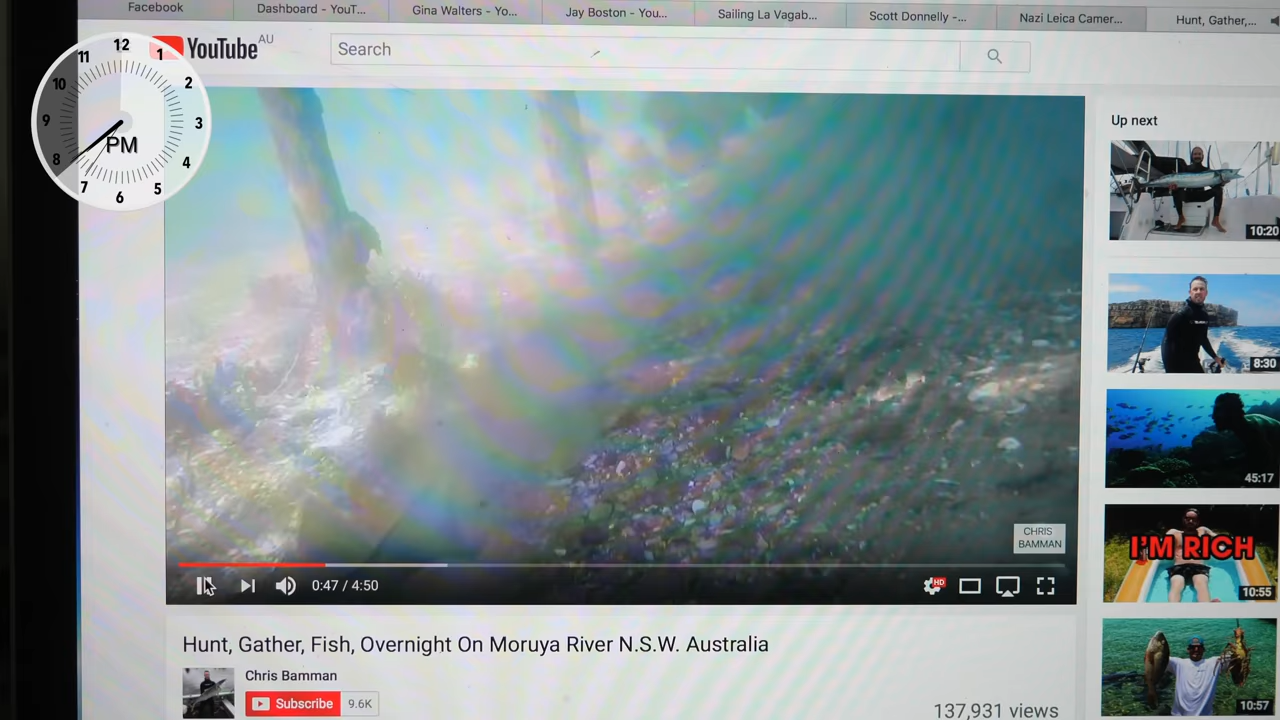 Facebook
Dashboard - YouT...
Gina Walters - Yo...
Jay Boston - You...
Sailing La Vagab...
Scott Donnelly -...
Nazi Leica Camer...
Hunt, Gather,...
12
1
2
3
4
5
6
7
8
9
10
11
PM
YouTube AU
Search
Up next
10:20
8:30
45:17
I'M RICH
10:55
10:57
CHRIS
BAMMAN
0:47 / 4:50
HD
Hunt, Gather, Fish, Overnight On Moruya River N.S.W. Australia
Chris Bamman
Subscribe 9.6K
137,931 views